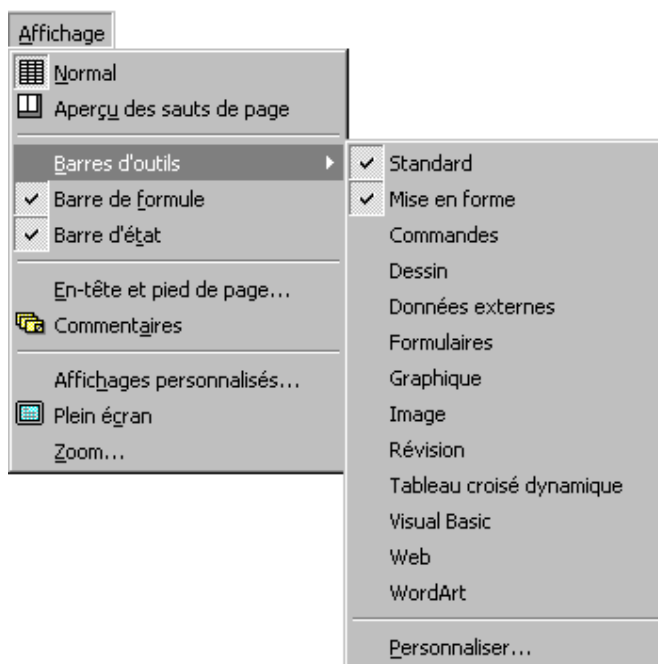 Affichage
Normal
Aperçu des sauts de page
Barres d'outils
Barre de formule
Barre d'état
En-tête et pied de page...
Commentaires
Affichages personnalisés...
Plein écran
Zoom...
Standard
Mise en forme
Commandes
Dessin
Données externes
Formulaires
Graphique
Image
Révision
Tableau croisé dynamique
Visual Basic
Web
WordArt
Personnaliser...